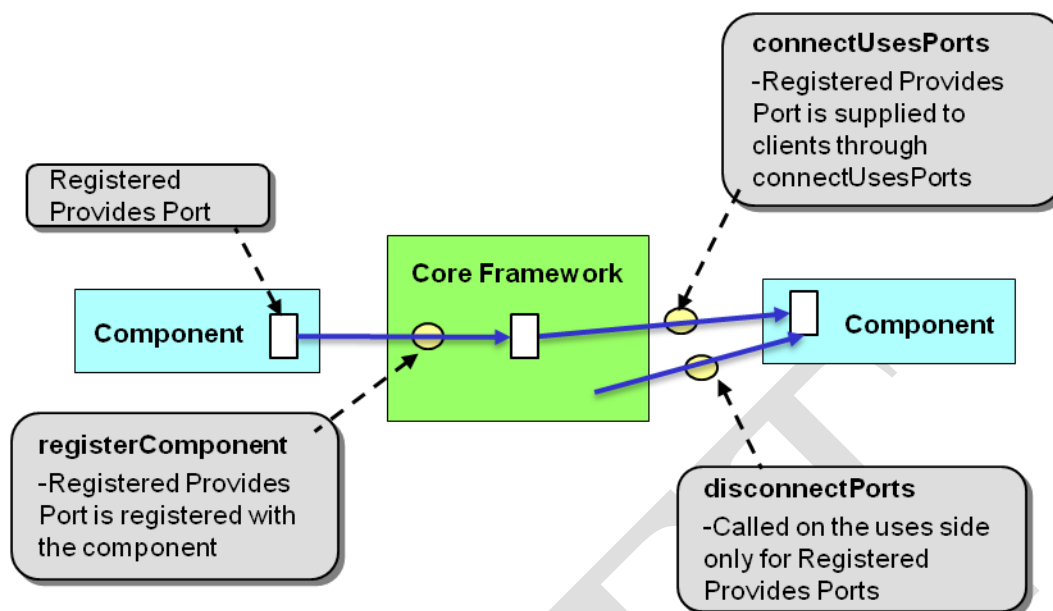 connectUsesPorts
-Registered Provides
Port is supplied to
clients through
connectUsesPorts
Registered
Provides Port
Core Framework
Component
Component
registerComponent
-Registered Provides
Port is registered with
the component
disconnectPorts
-Called on the uses side
only for Registered
Provides Ports